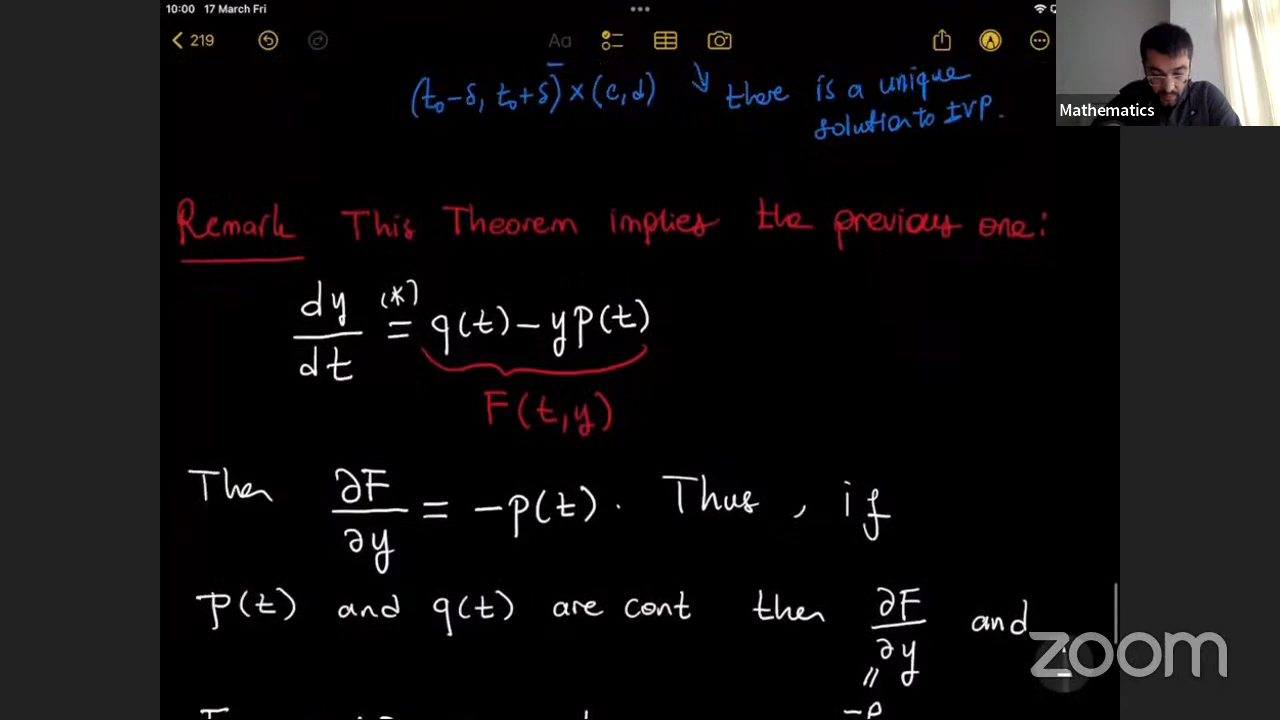 10:00 17 March Fri
219
Aa
(t₀-δ, t₀+δ) × (c,d) there is a unique
solution to IVP.
Mathematics
Remark This Theorem implies the previous one:
dy/dt (*)= q(t) - yp(t)
F(t,y)
Then ∂F/∂y = -p(t). Thus, if
p(t) and q(t) are cont then ∂F/∂y and
"
-p
zoom